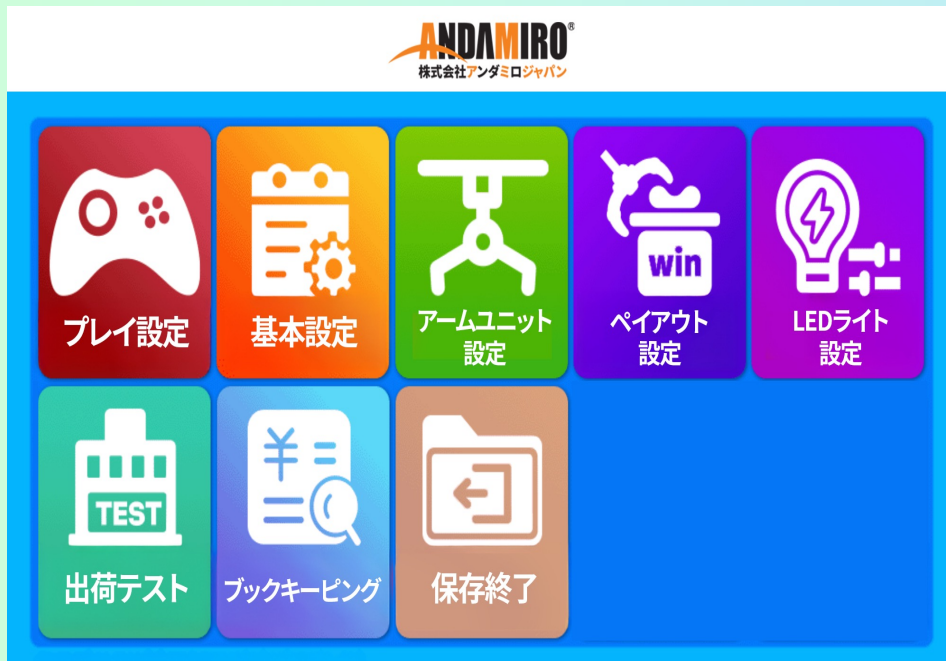 ANDAMIRO®
株式会社アンダミロジャパン
プレイ設定
基本設定
アームユニット
設定
win
ペイアウト
設定
LEDライト
設定
TEST
出荷テスト
¥
ブックキーピング
保存終了